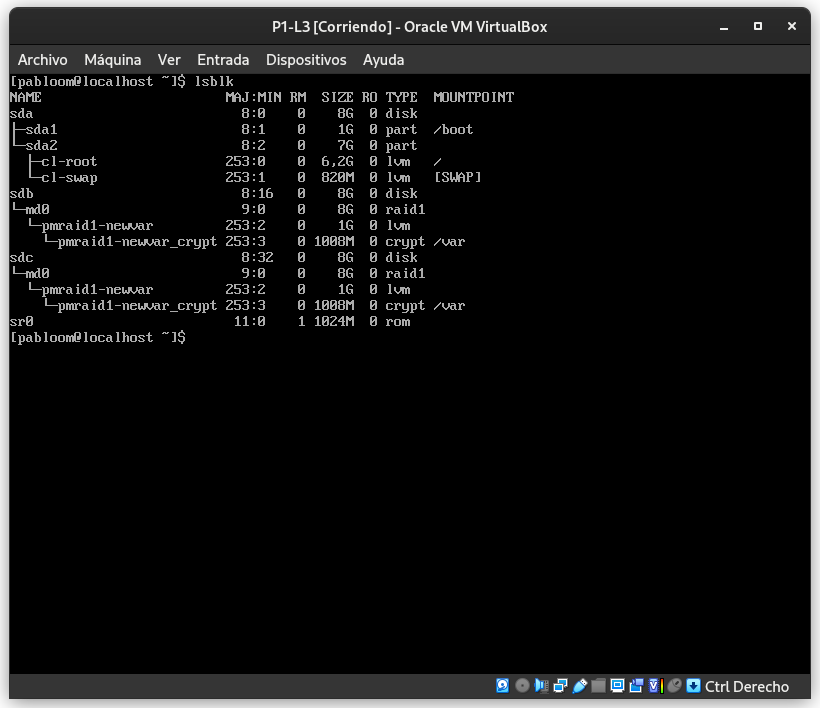 P1-L3 [Corriendo] - Oracle VM VirtualBox
Archivo Máquina Ver Entrada Dispositivos Ayuda
[pabloom@localhost ~]$ lsblk
NAME                       MAJ:MIN RM  SIZE RO TYPE  MOUNTPOINT
sda                          8:0    0    8G  0 disk
├─sda1                       8:1    0    1G  0 part  /boot
└─sda2                       8:2    0    7G  0 part
  ├─cl-root                253:0    0  6,2G  0 lvm   /
  └─cl-swap                253:1    0  820M  0 lvm   [SWAP]
sdb                          8:16   0    8G  0 disk
└─md0                        9:0    0    8G  0 raid1
  └─pmraid1-newvar         253:2    0    1G  0 lvm
    └─pmraid1-newvar_crypt 253:3    0 1008M  0 crypt /var
sdc                          8:32   0    8G  0 disk
└─md0                        9:0    0    8G  0 raid1
  └─pmraid1-newvar         253:2    0    1G  0 lvm
    └─pmraid1-newvar_crypt 253:3    0 1008M  0 crypt /var
sr0                         11:0    1 1024M  0 rom
[pabloom@localhost ~]$
Ctrl Derecho